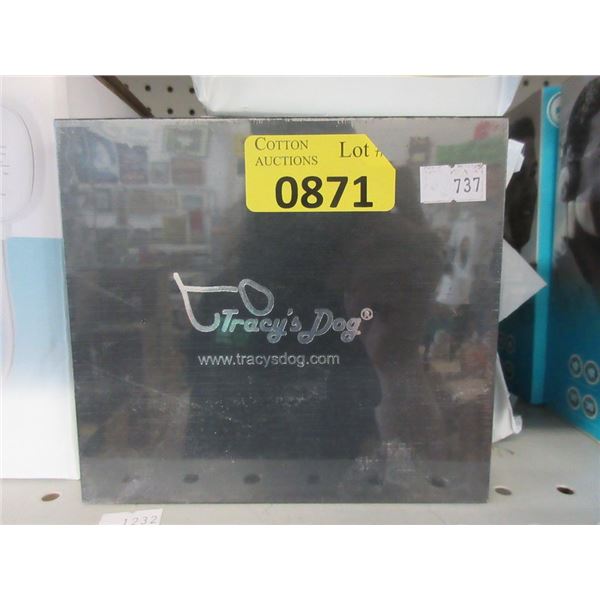 COTTON AUCTIONS Lot #
0871
737
Tracy's Dog®
www.tracysdog.com
1232